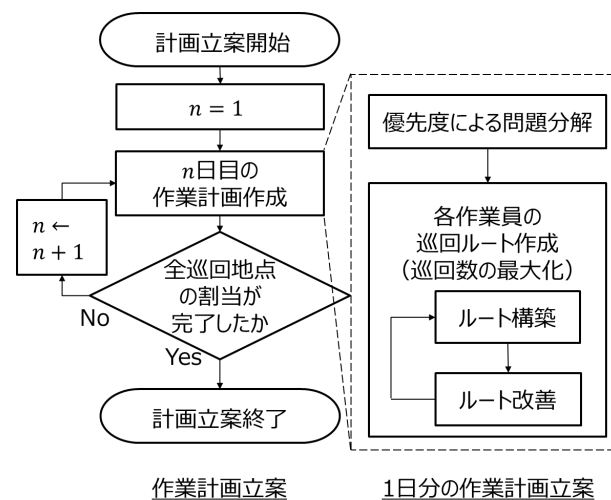 計画立案開始
n = 1
n日目の
作業計画作成
n ←
n + 1
全巡回地点
の割当が
完了したか
No
Yes
計画立案終了
作業計画立案
優先度による問題分解
各作業員の
巡回ルート作成
（巡回数の最大化）
ルート構築
ルート改善
1日分の作業計画立案